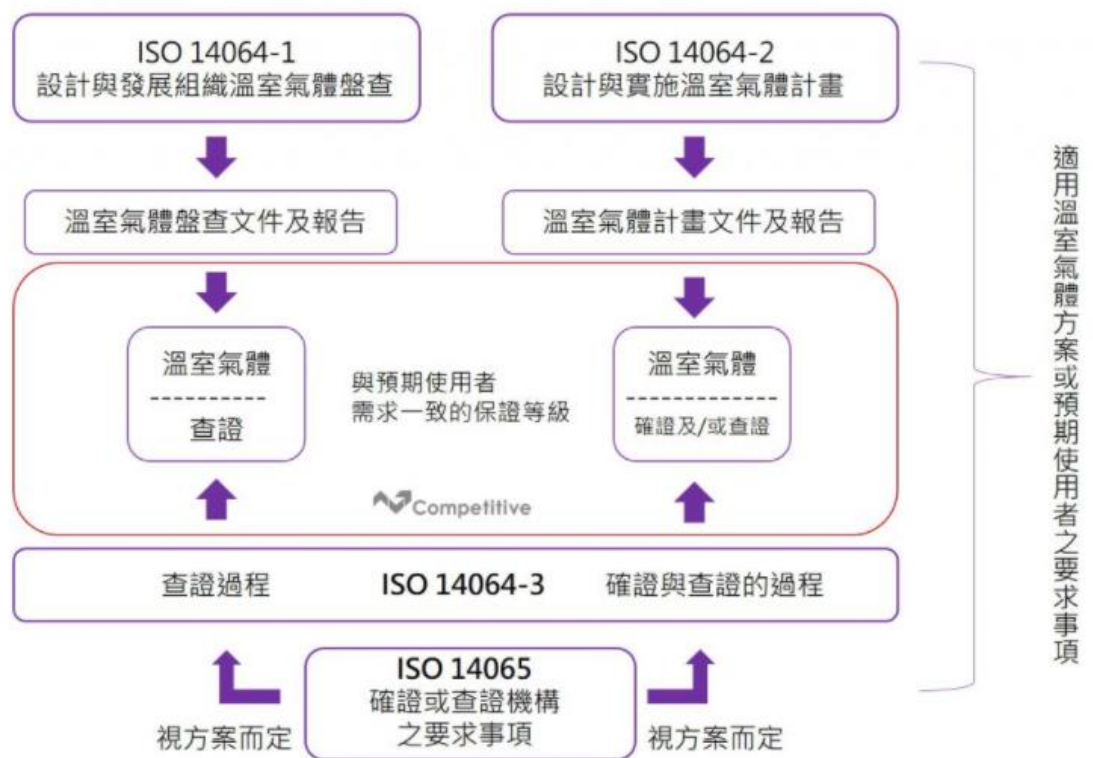 ISO 14064-1
設計與發展組織溫室氣體盤查
ISO 14064-2
設計與實施溫室氣體計畫
溫室氣體盤查文件及報告
溫室氣體計畫文件及報告
溫室氣體
查證
與預期使用者
需求一致的保證等級
溫室氣體
確證及/或查證
Competitive
查證過程
ISO 14064-3
確證與查證的過程
ISO 14065
確證或查證機構
之要求事項
視方案而定
視方案而定
適用溫室氣體方案或預期使用者之要求事項